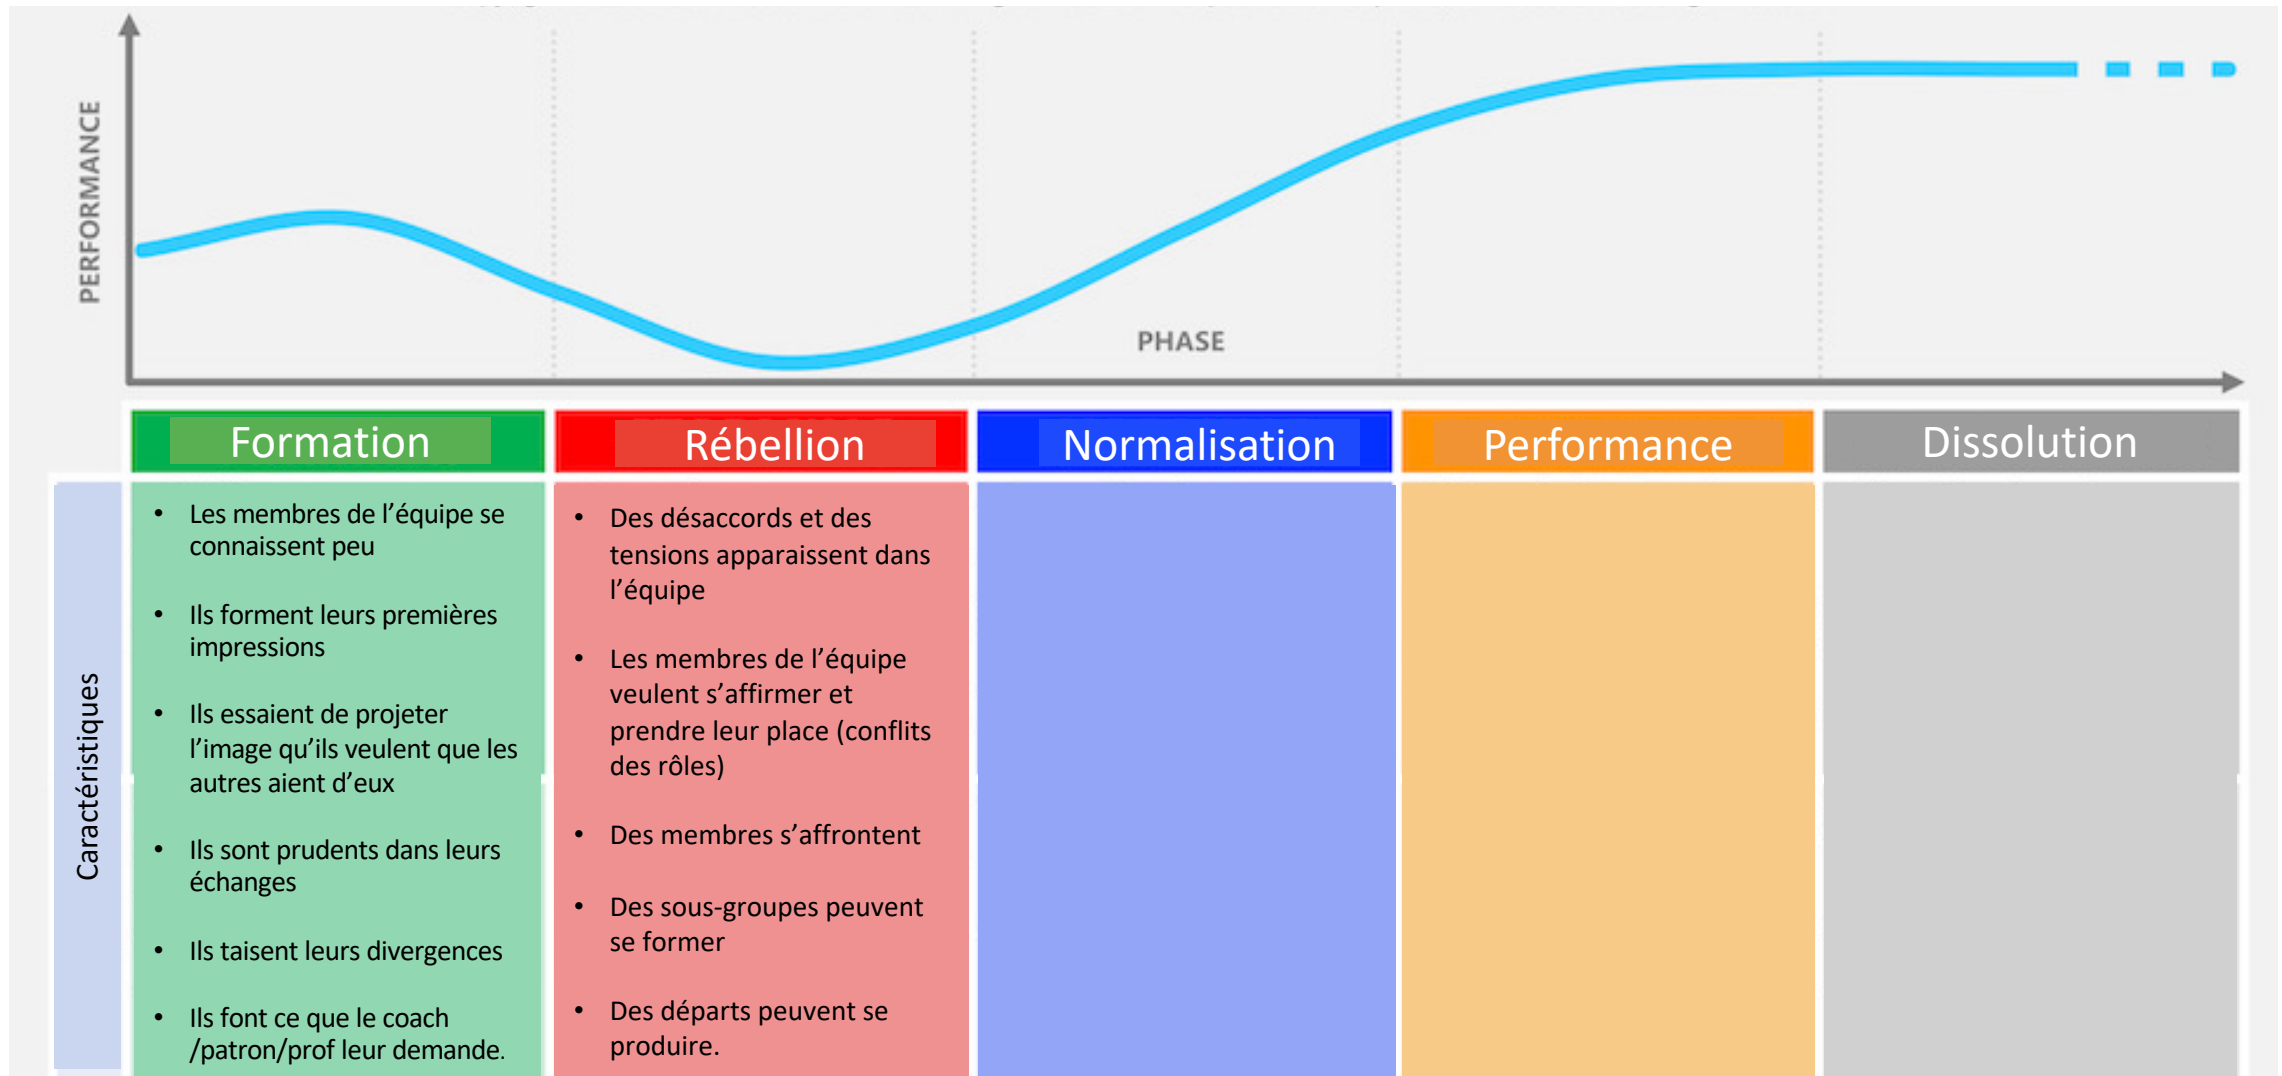 PERFORMANCE
PHASE
Formation
Rébellion
Normalisation
Performance
Dissolution
Caractéristiques
• Les membres de l’équipe se
connaissent peu
• Ils forment leurs premières
impressions
• Ils essaient de projeter
l’image qu’ils veulent que les
autres aient d’eux
• Ils sont prudents dans leurs
échanges
• Ils taisent leurs divergences
• Ils font ce que le coach
/patron/prof leur demande.
• Des désaccords et des
tensions apparaissent dans
l’équipe
• Les membres de l’équipe
veulent s’affirmer et
prendre leur place (conflits
des rôles)
• Des membres s’affrontent
• Des sous-groupes peuvent
se former
• Des départs peuvent se
produire.